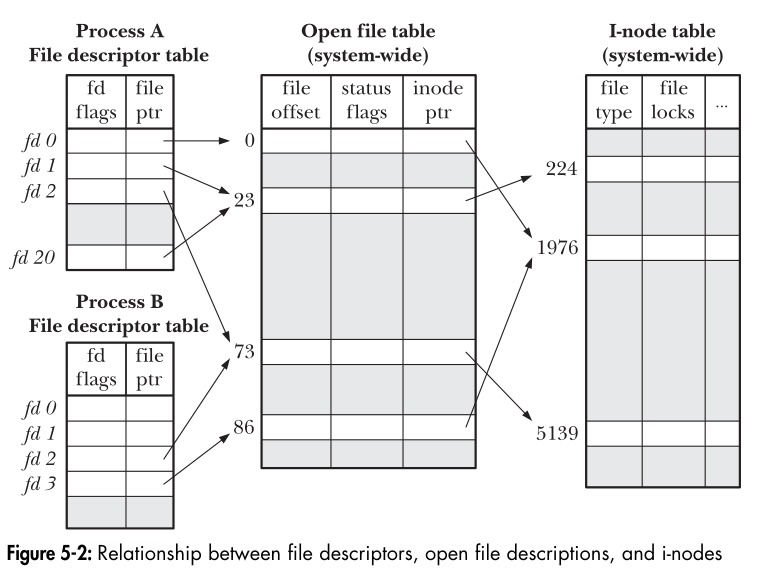 Process A
File descriptor table
fd
flags
file
ptr
fd 0
fd 1
fd 2
fd 20
Process B
File descriptor table
fd
flags
file
ptr
fd 0
fd 1
fd 2
fd 3
Open file table
(system-wide)
file
offset
status
flags
inode
ptr
0
23
73
86
I-node table
(system-wide)
file
type
file
locks
...
224
1976
5139
Figure 5-2: Relationship between file descriptors, open file descriptions, and i-nodes